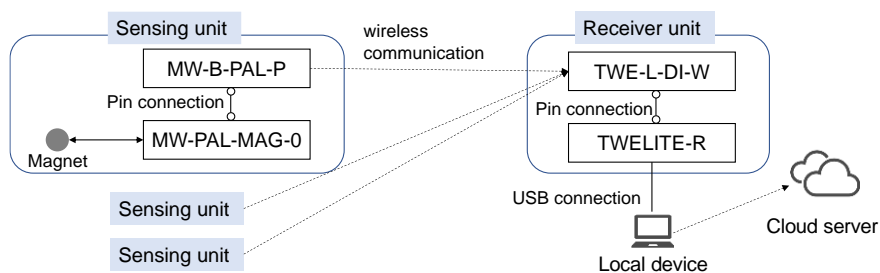 Sensing unit
MW-B-PAL-P
Pin connection
MW-PAL-MAG-0
Magnet
wireless
communication
Receiver unit
TWE-L-DI-W
Pin connection
TWELITE-R
USB connection
Local device
Cloud server
Sensing unit
Sensing unit